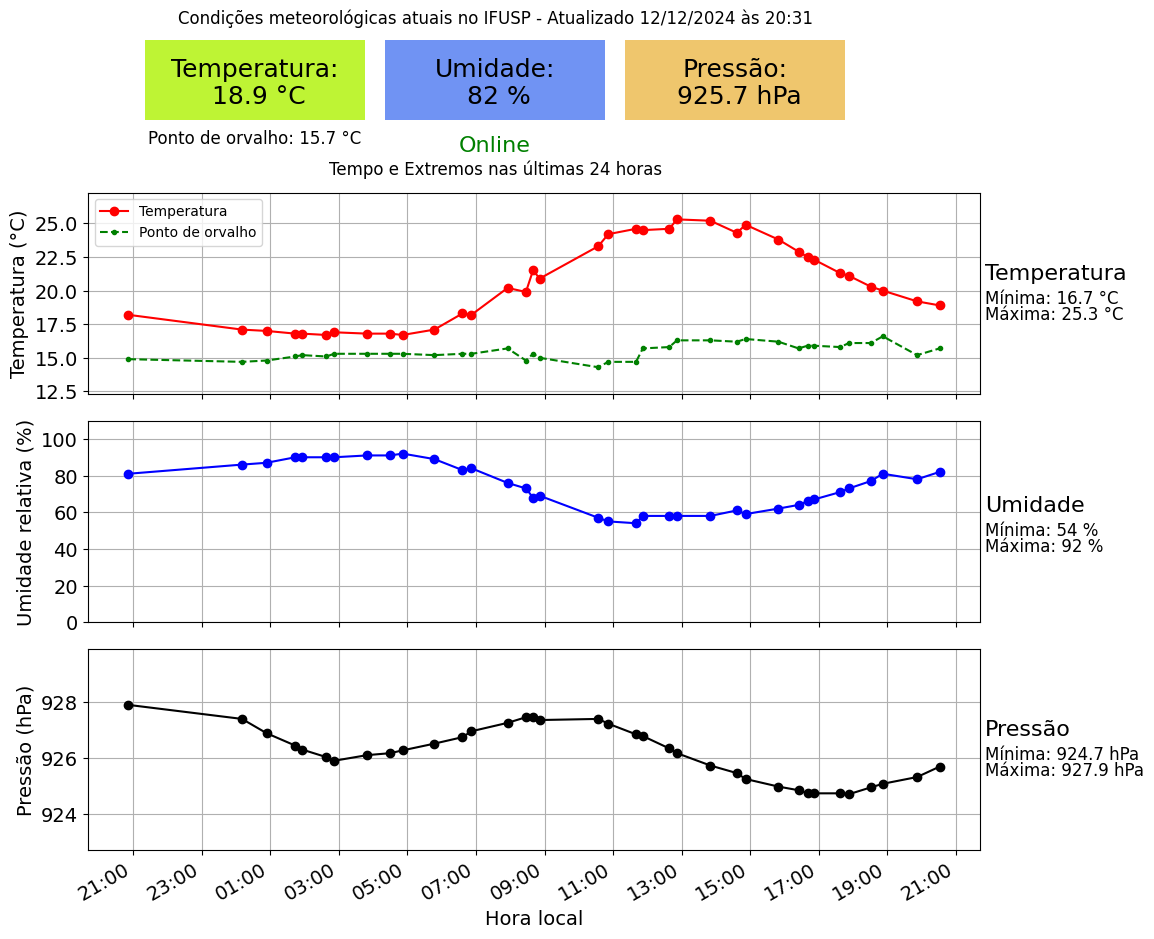 Condições meteorológicas atuais no IFUSP - Atualizado 12/12/2024 às 20:31
Temperatura:
18.9 °C
Umidade:
82 %
Pressão:
925.7 hPa
Ponto de orvalho: 15.7 °C
Online
Tempo e Extremos nas últimas 24 horas
Temperatura (°C)
25.0
22.5
20.0
17.5
15.0
12.5
Temperatura
Ponto de orvalho
Temperatura
Mínima: 16.7 °C
Máxima: 25.3 °C
Umidade relativa (%)
100
80
60
40
20
0
Umidade
Mínima: 54 %
Máxima: 92 %
Pressão (hPa)
928
926
924
Pressão
Mínima: 924.7 hPa
Máxima: 927.9 hPa
21:00 23:00 01:00 03:00 05:00 07:00 09:00 11:00 13:00 15:00 17:00 19:00 21:00
Hora local